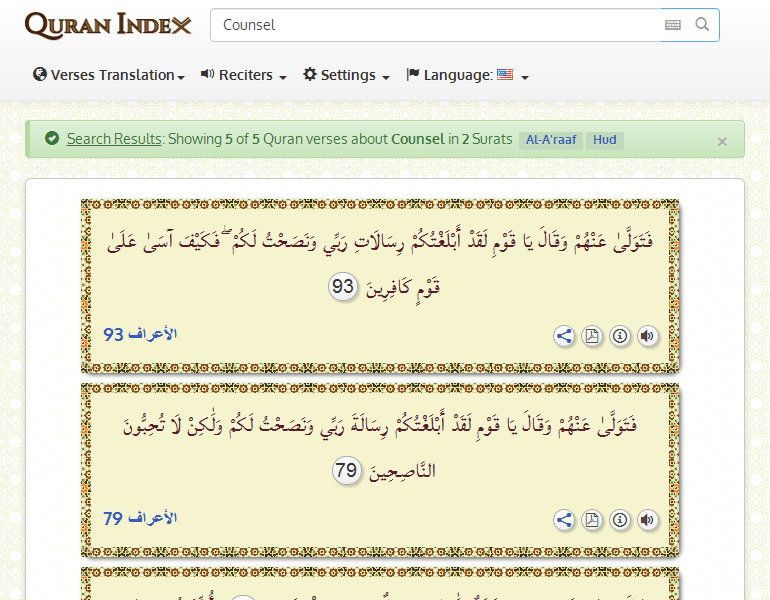 QURAN INDEX
Counsel
Verses Translation
Reciters
Settings
Language:
Search Results: Showing 5 of 5 Quran verses about Counsel in 2 Surats Al-A'raaf Hud
×
فَتَوَلَّىٰ عَنْهُمْ وَقَالَ يَا قَوْمِ لَقَدْ أَبْلَغْتُكُمْ رِسَالَاتِ رَبِّي وَنَصَحْتُ لَكُمْ ۖ فَكَيْفَ آسَىٰ عَلَىٰ
قَوْمٍ كَافِرِينَ 93
الأعراف 93
فَتَوَلَّىٰ عَنْهُمْ وَقَالَ يَا قَوْمِ لَقَدْ أَبْلَغْتُكُمْ رِسَالَةَ رَبِّي وَنَصَحْتُ لَكُمْ وَلَٰكِنْ لَا تُحِبُّونَ
النَّاصِحِينَ 79
الأعراف 79